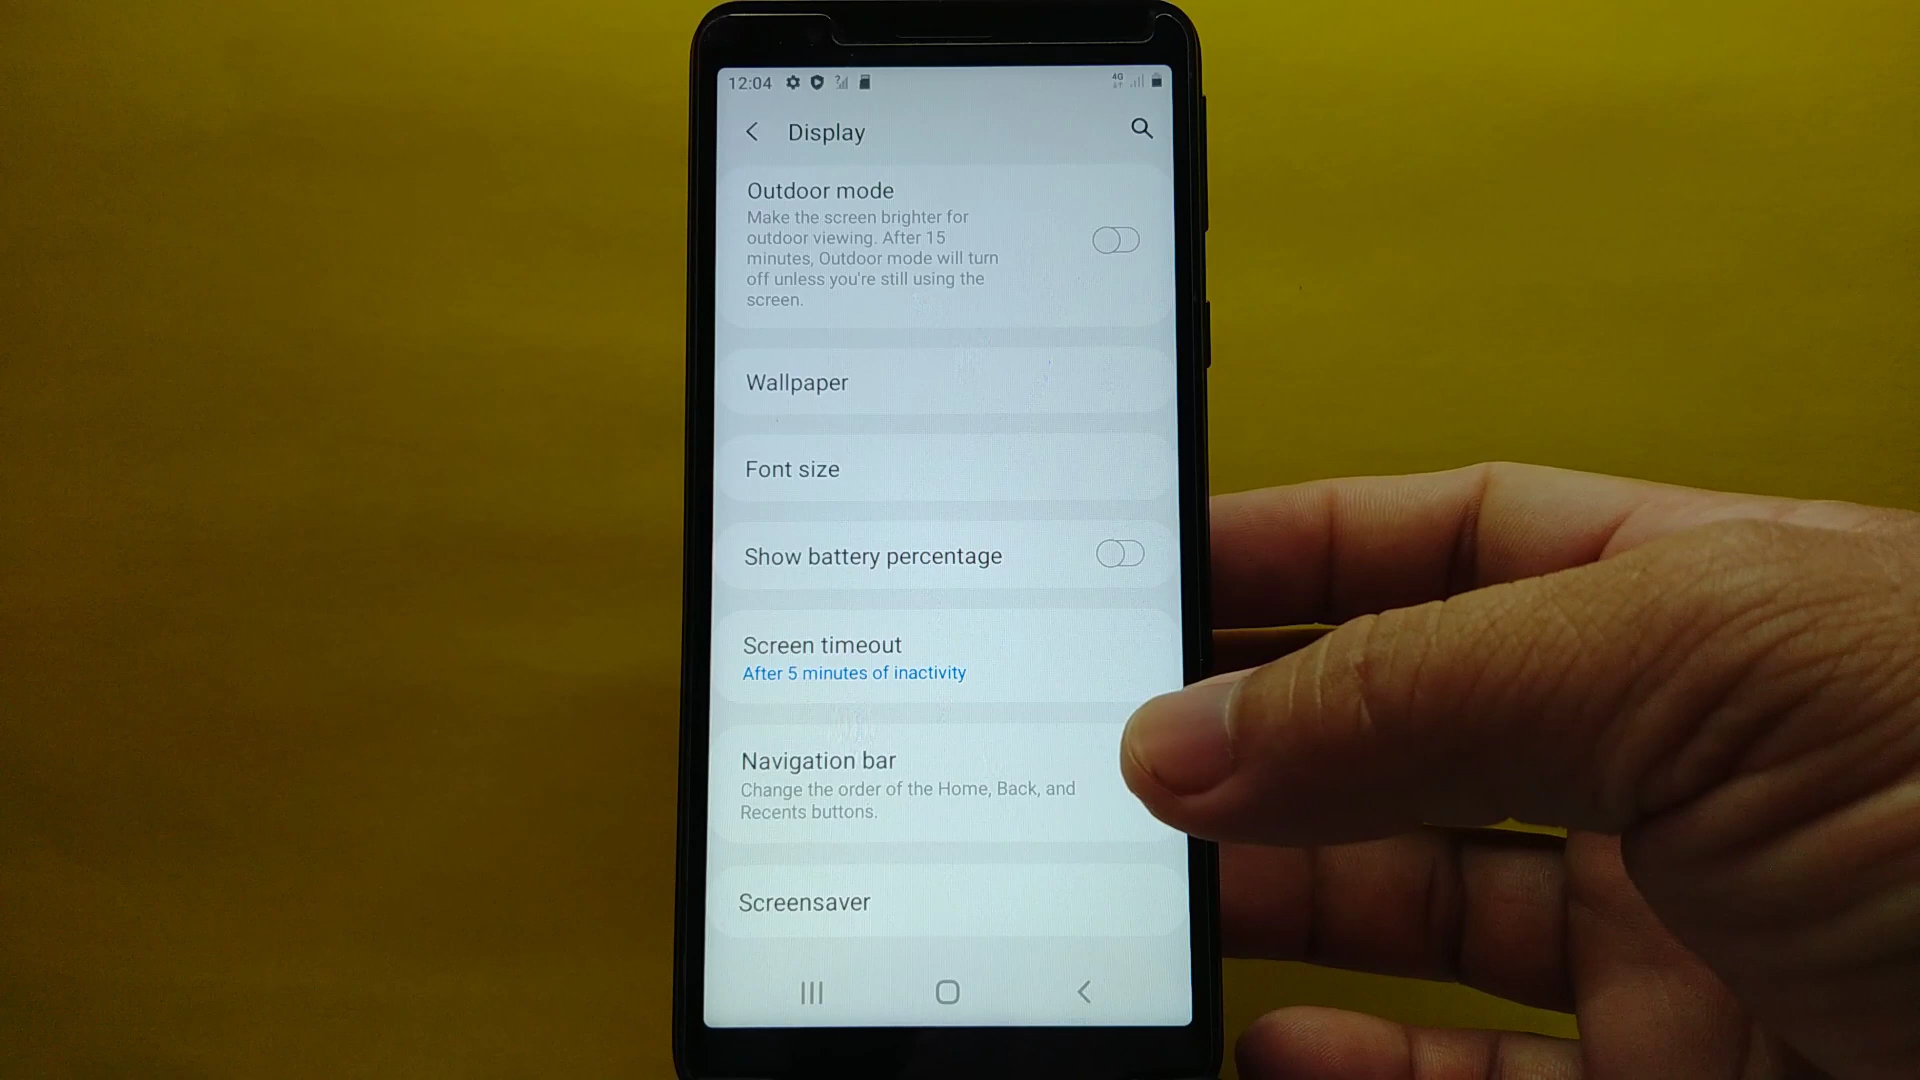 12:04
4G
Display
Outdoor mode
Make the screen brighter for
outdoor viewing. After 15
minutes, Outdoor mode will turn
off unless you're still using the
screen.
Wallpaper
Font size
Show battery percentage
Screen timeout
After 5 minutes of inactivity
Navigation bar
Change the order of the Home, Back, and
Recents buttons.
Screensaver